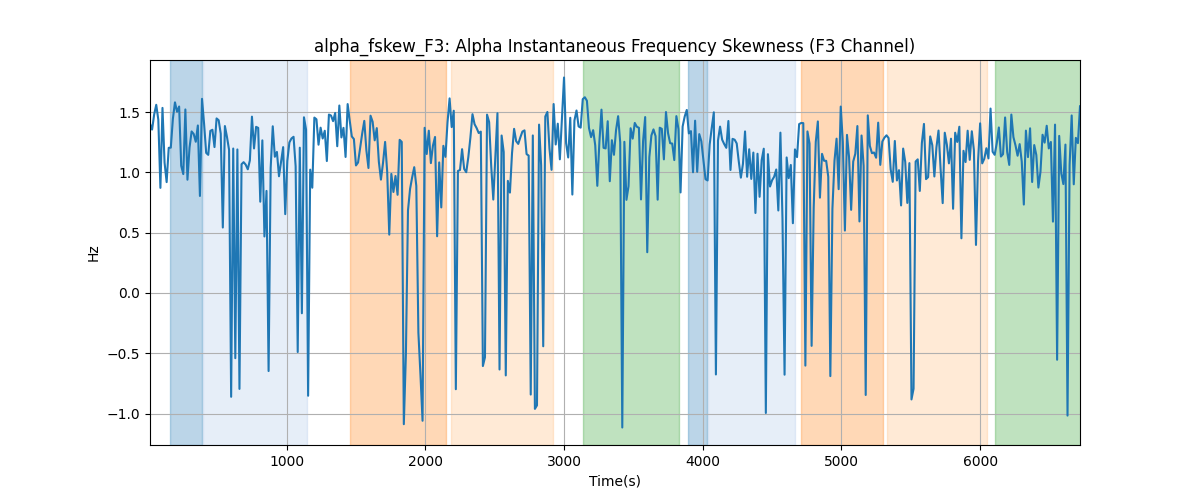 alpha_fskew_F3: Alpha Instantaneous Frequency Skewness (F3 Channel)
Hz
1.5
1.0
0.5
0.0
−0.5
−1.0
1000 2000 3000 4000 5000 6000
Time(s)